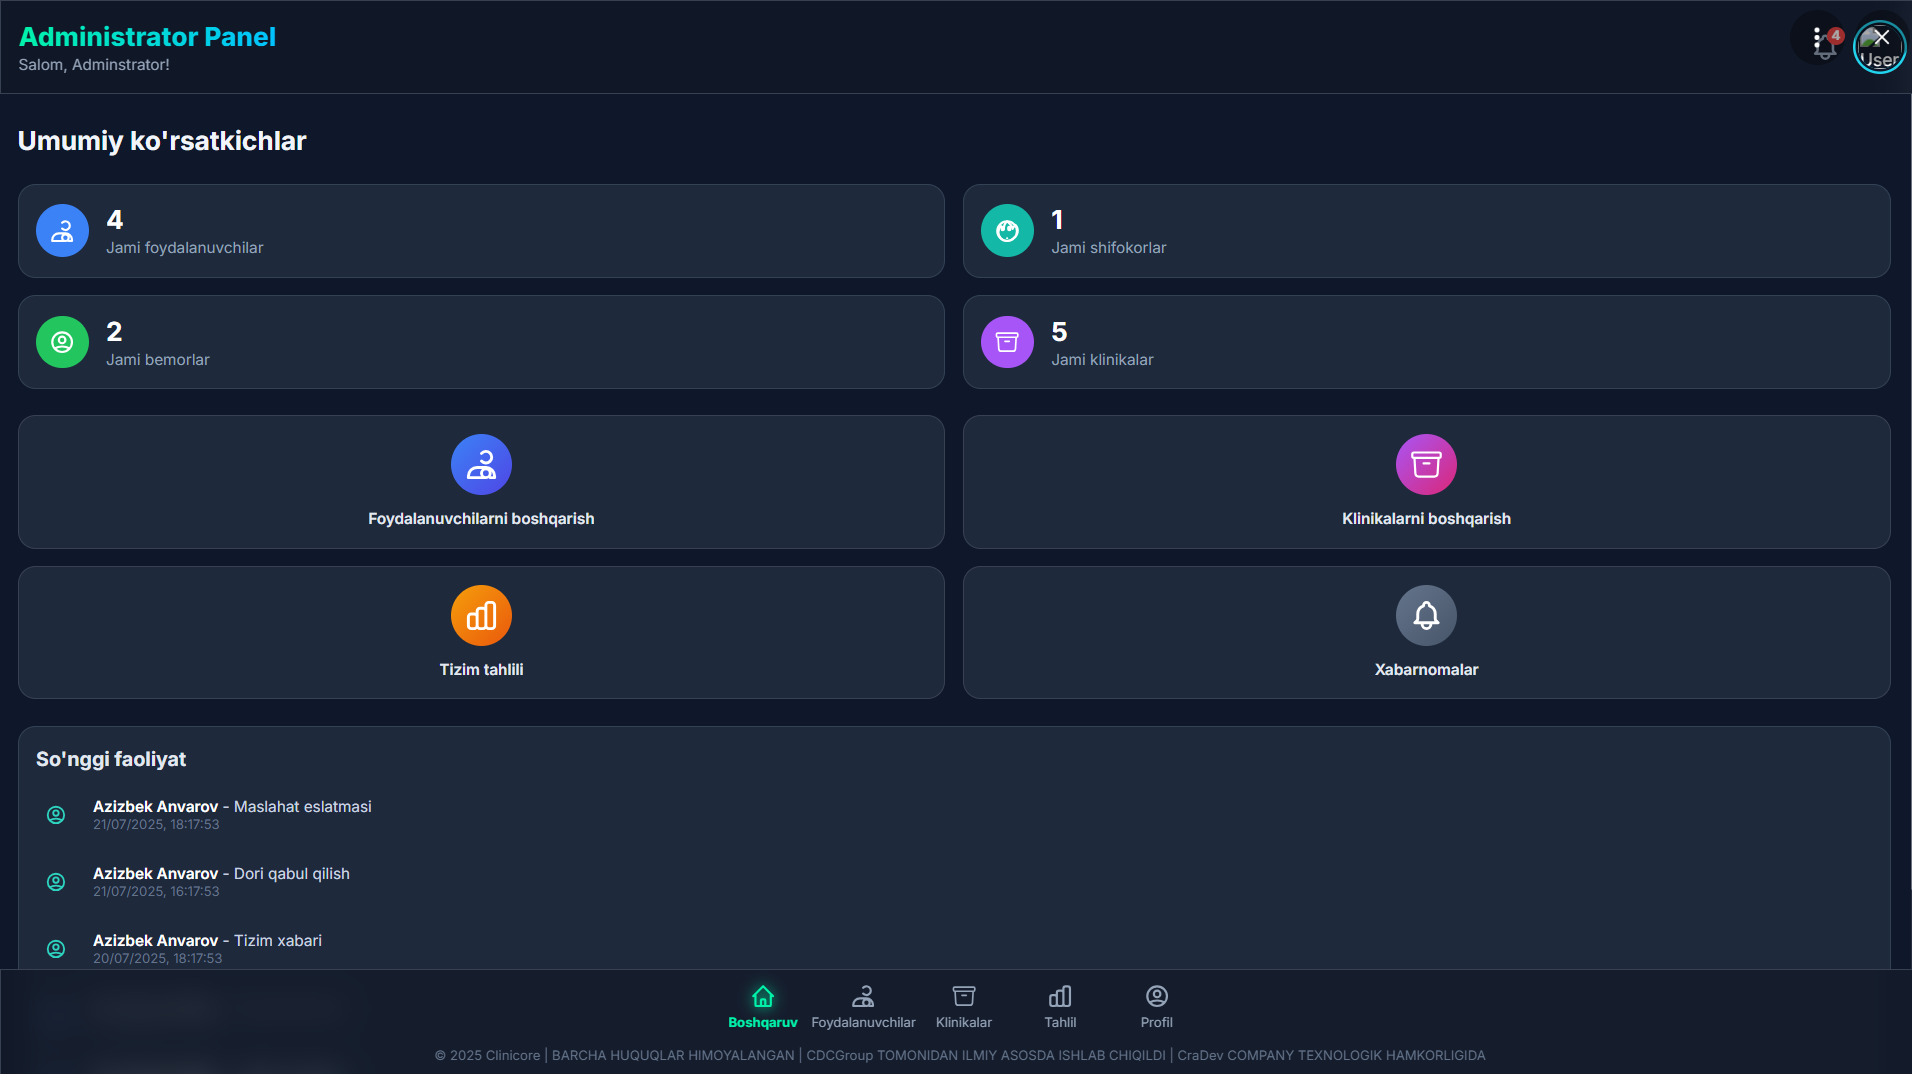 Administrator Panel
Salom, Adminstrator!
4
User
Umumiy ko'rsatkichlar
4
Jami foydalanuvchilar
1
Jami shifokorlar
2
Jami bemorlar
5
Jami klinikalar
Foydalanuvchilarni boshqarish
Klinikalarni boshqarish
Tizim tahlili
Xabarnomalar
So'nggi faoliyat
Azizbek Anvarov - Maslahat eslatmasi
21/07/2025, 18:17:53
Azizbek Anvarov - Dori qabul qilish
21/07/2025, 16:17:53
Azizbek Anvarov - Tizim xabari
20/07/2025, 18:17:53
Boshqaruv
Foydalanuvchilar
Klinikalar
Tahlil
Profil
© 2025 Clinicore | BARCHA HUQUQLAR HIMOYALANGAN | CDCGroup TOMONIDAN ILMIY ASOSDA ISHLAB CHIQILDI | CraDev COMPANY TEXNOLOGIK HAMKORLIGIDA